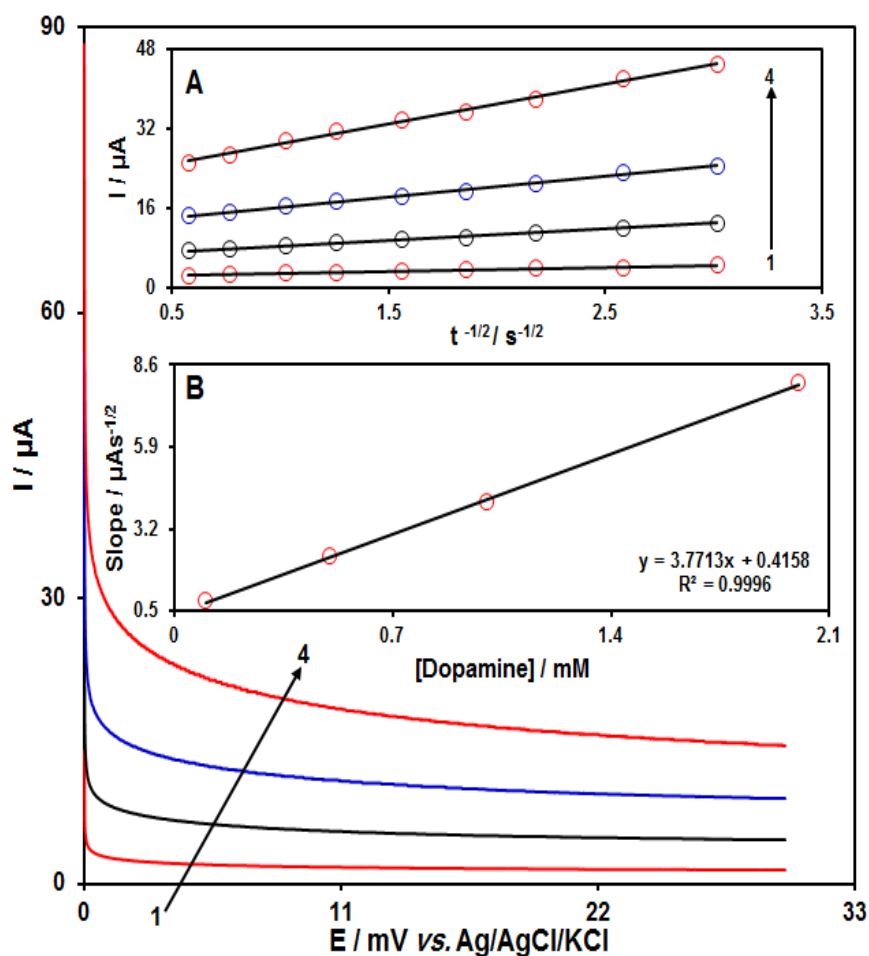 90
60
30
0
I / µA
0
11
22
33
E / mV vs. Ag/AgCl/KCl
1
4
A
48
32
16
0
I / µA
0.5
1.5
2.5
3.5
t -1/2 / s-1/2
4
1
B
8.6
5.9
3.2
0.5
Slope / µAs-1/2
0
0.7
1.4
2.1
[Dopamine] / mM
y = 3.7713x + 0.4158
R² = 0.9996